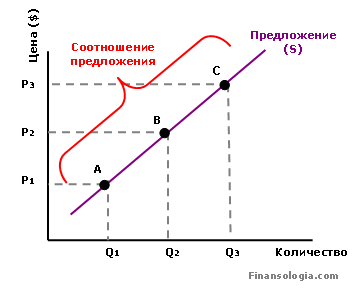 Цена ($)
Соотношение
предложения
Предложение
(S)
P3
P2
P1
C
B
A
Q1
Q2
Q3
Количество
Finansologia.com